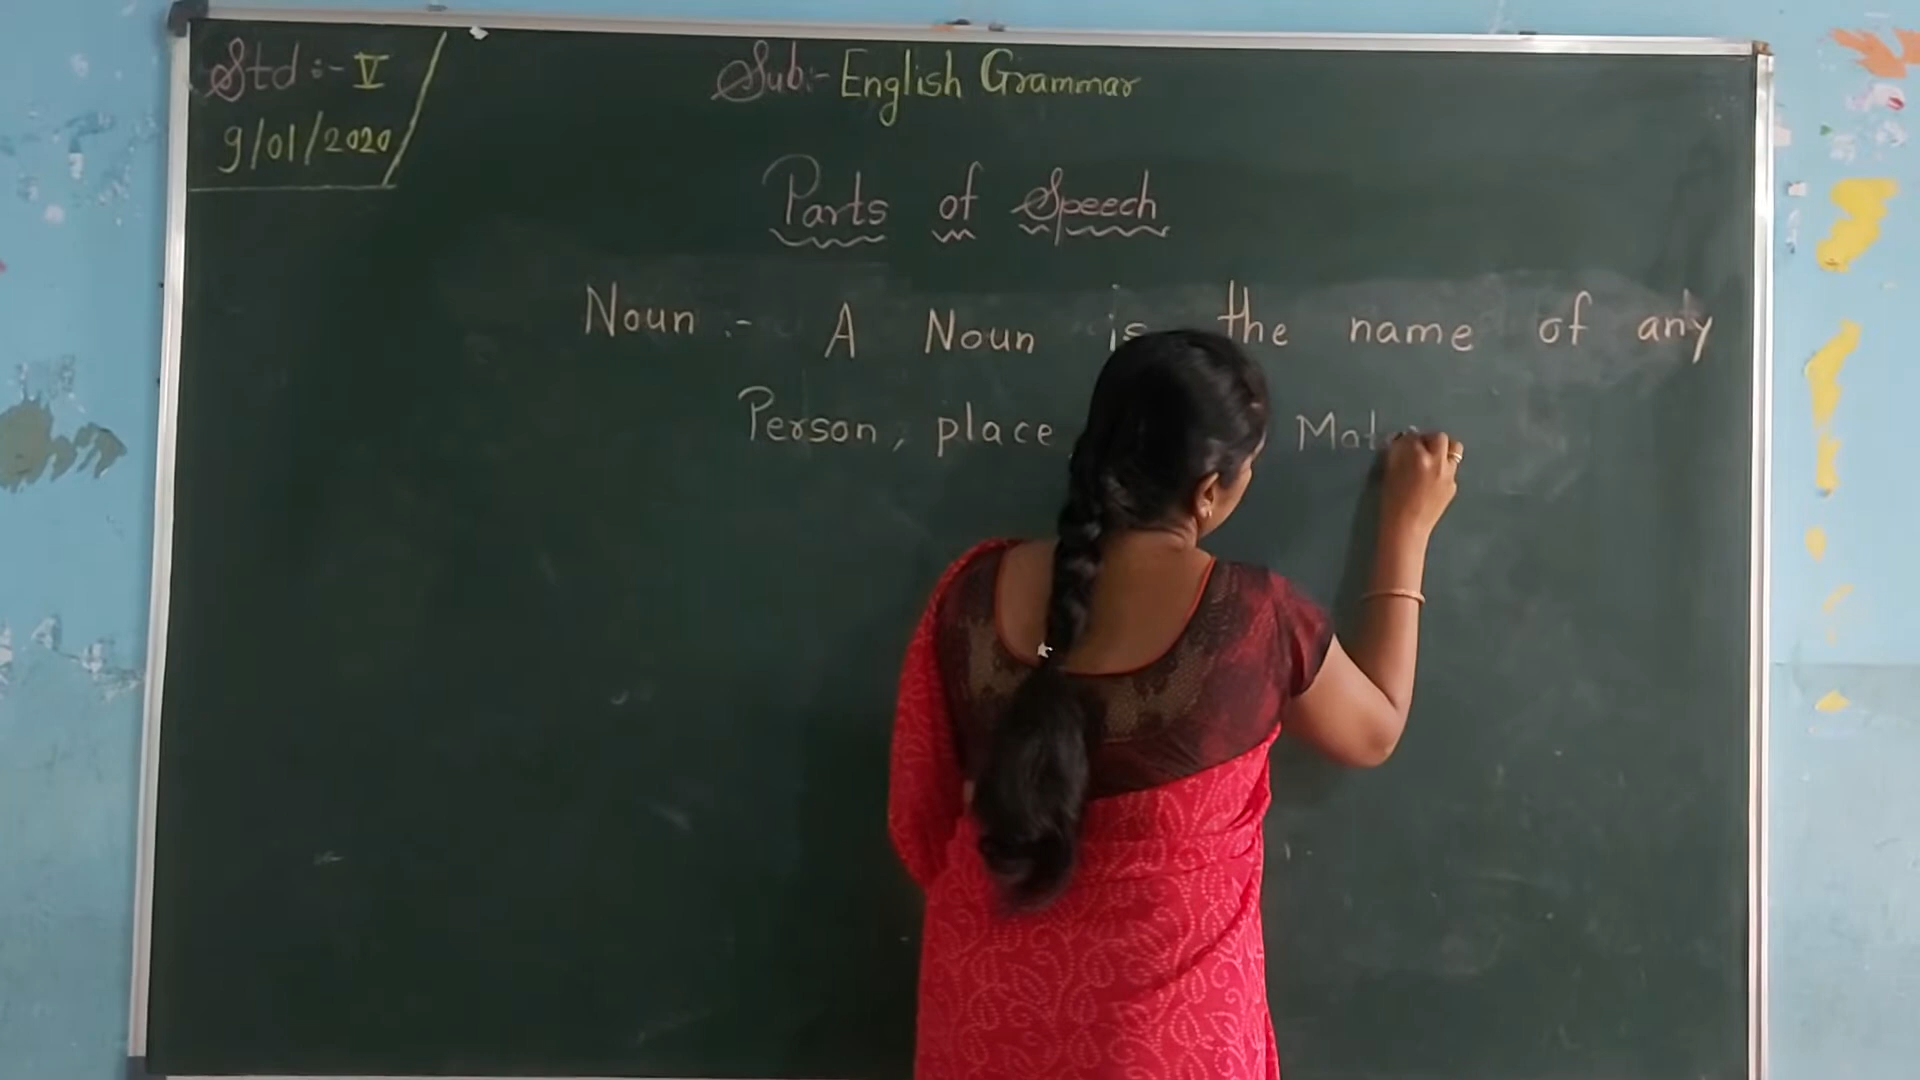 Std :- V
9/01/2020
Sub:- English Grammar
Parts of Speech
Noun :- A Noun is the name of any
Person, place